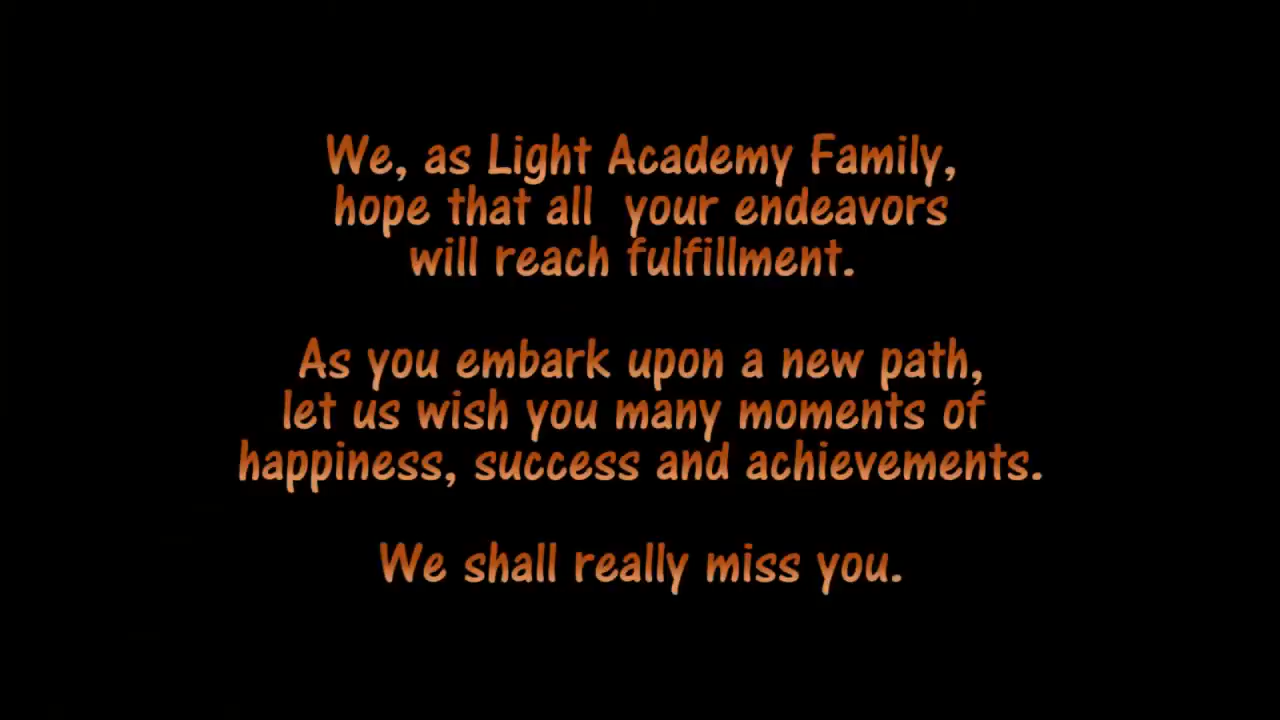 We, as Light Academy Family,
hope that all  your endeavors
will reach fulfillment.
As you embark upon a new path,
let us wish you many moments of
happiness, success and achievements.
We shall really miss you.